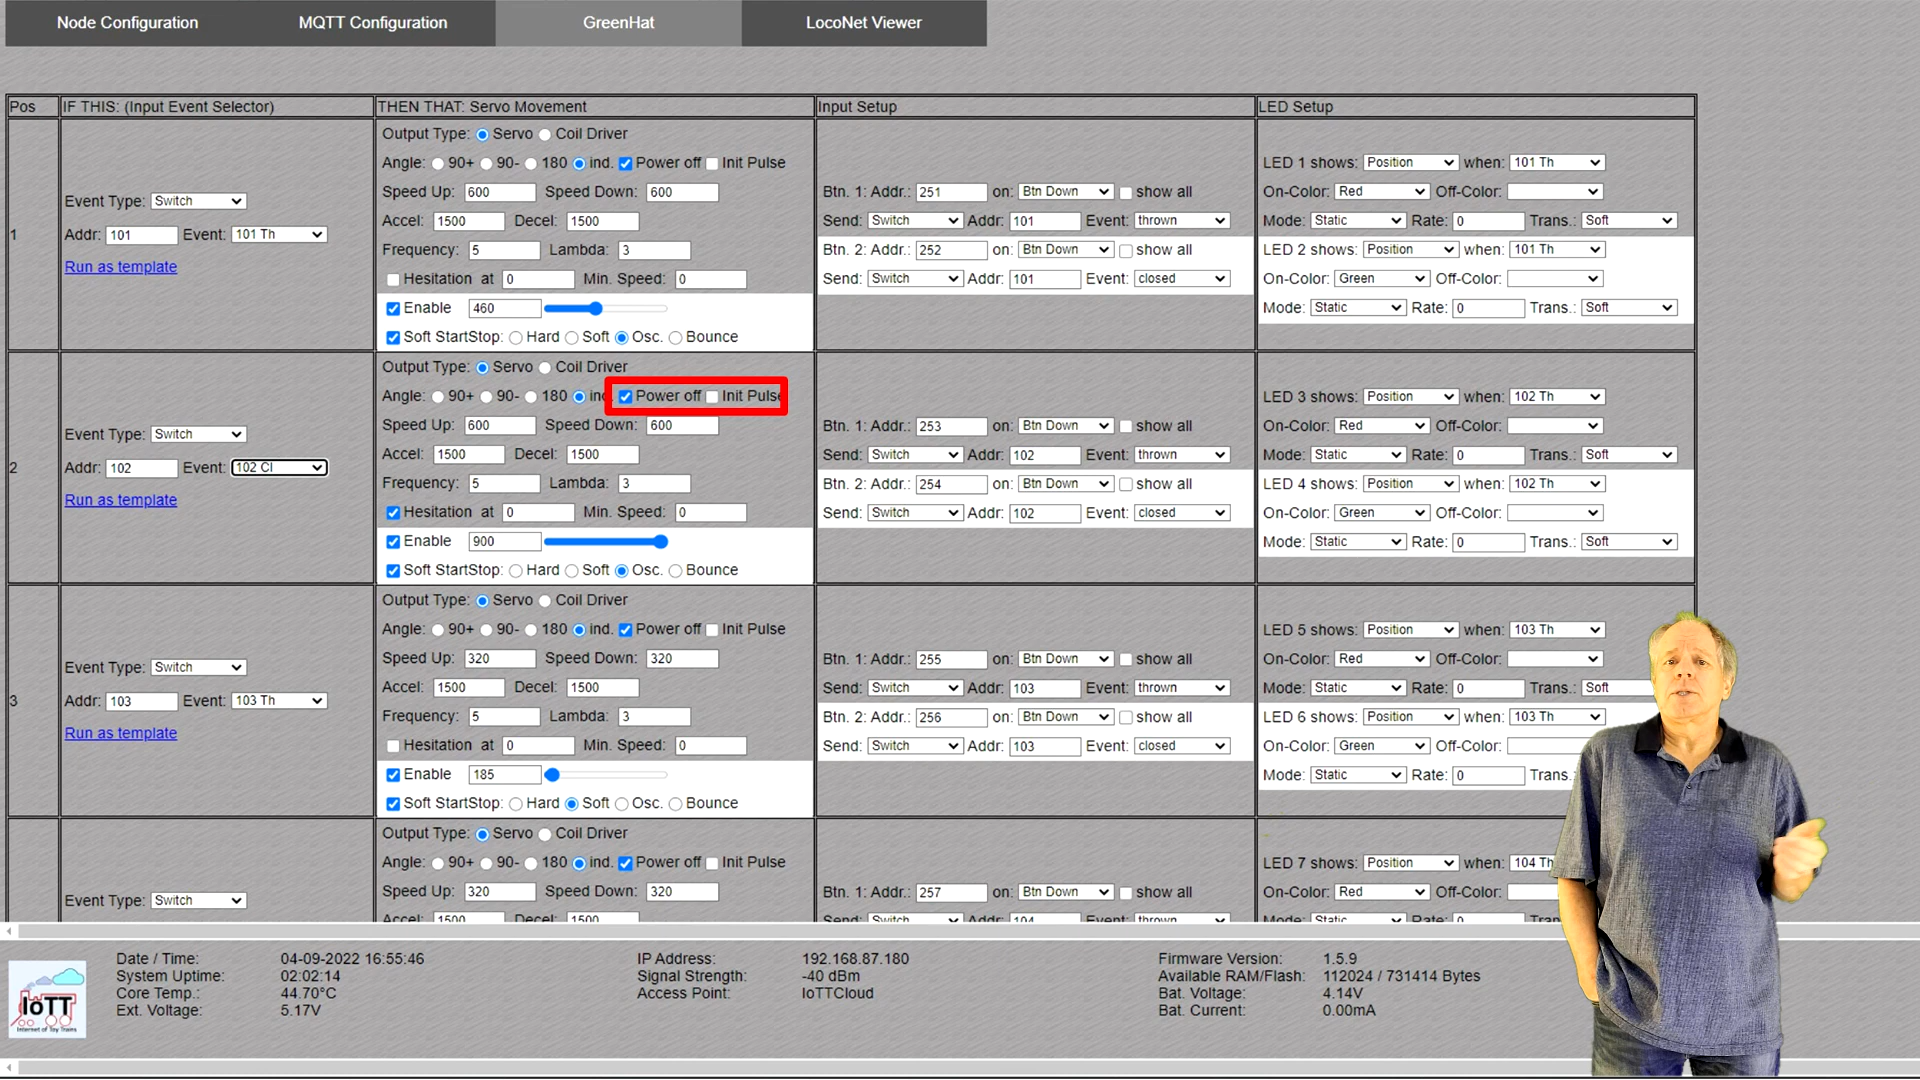 Node Configuration MQTT Configuration GreenHat LocoNet Viewer
Pos IF THIS: (Input Event Selector) THEN THAT: Servo Movement Input Setup LED Setup
1
Event Type: Switch
Addr: 101 Event: 101 Th
Run as template
Output Type: Servo Coil Driver
Angle: 90+ 90- 180 ind. Power off Init Pulse
Speed Up: 600 Speed Down: 600
Accel: 1500 Decel: 1500
Frequency: 5 Lambda: 3
Hesitation at 0 Min. Speed: 0
Enable 460
Soft StartStop: Hard Soft Osc. Bounce
Btn. 1: Addr.: 251 on: Btn Down show all
Send: Switch Addr: 101 Event: thrown
Btn. 2: Addr.: 252 on: Btn Down show all
Send: Switch Addr: 101 Event: closed
LED 1 shows: Position when: 101 Th
On-Color: Red Off-Color:
Mode: Static Rate: 0 Trans.: Soft
LED 2 shows: Position when: 101 Th
On-Color: Green Off-Color:
Mode: Static Rate: 0 Trans.: Soft
2
Event Type: Switch
Addr: 102 Event: 102 Cl
Run as template
Output Type: Servo Coil Driver
Angle: 90+ 90- 180 ind. Power off Init Pulse
Speed Up: 600 Speed Down: 600
Accel: 1500 Decel: 1500
Frequency: 5 Lambda: 3
Hesitation at 0 Min. Speed: 0
Enable 900
Soft StartStop: Hard Soft Osc. Bounce
Btn. 1: Addr.: 253 on: Btn Down show all
Send: Switch Addr: 102 Event: thrown
Btn. 2: Addr.: 254 on: Btn Down show all
Send: Switch Addr: 102 Event: closed
LED 3 shows: Position when: 102 Th
On-Color: Red Off-Color:
Mode: Static Rate: 0 Trans.: Soft
LED 4 shows: Position when: 102 Th
On-Color: Green Off-Color:
Mode: Static Rate: 0 Trans.: Soft
3
Event Type: Switch
Addr: 103 Event: 103 Th
Run as template
Output Type: Servo Coil Driver
Angle: 90+ 90- 180 ind. Power off Init Pulse
Speed Up: 320 Speed Down: 320
Accel: 1500 Decel: 1500
Frequency: 5 Lambda: 3
Hesitation at 0 Min. Speed: 0
Enable 185
Soft StartStop: Hard Soft Osc. Bounce
Btn. 1: Addr.: 255 on: Btn Down show all
Send: Switch Addr: 103 Event: thrown
Btn. 2: Addr.: 256 on: Btn Down show all
Send: Switch Addr: 103 Event: closed
LED 5 shows: Position when: 103 Th
On-Color: Red Off-Color:
Mode: Static Rate: 0 Trans.: Soft
LED 6 shows: Position when: 103 Th
On-Color: Green Off-Color:
Mode: Static Rate: 0 Trans.:
Event Type: Switch
Output Type: Servo Coil Driver
Angle: 90+ 90- 180 ind. Power off Init Pulse
Speed Up: 320 Speed Down: 320
Accel: 1500 Decel: 1500
Btn. 1: Addr.: 257 on: Btn Down show all
Send: Switch Addr: 104 Event: thrown
LED 7 shows: Position when: 104 Th
On-Color: Red Off-Color:
Mode: Static Rate: 0 Tran
IoTT
Internet of Toy Trains
Date / Time: 04-09-2022 16:55:46
System Uptime: 02:02:14
Core Temp.: 44.70°C
Ext. Voltage: 5.17V
IP Address: 192.168.87.180
Signal Strength: -40 dBm
Access Point: IoTTCloud
Firmware Version: 1.5.9
Available RAM/Flash: 112024 / 731414 Bytes
Bat. Voltage: 4.14V
Bat. Current: 0.00mA